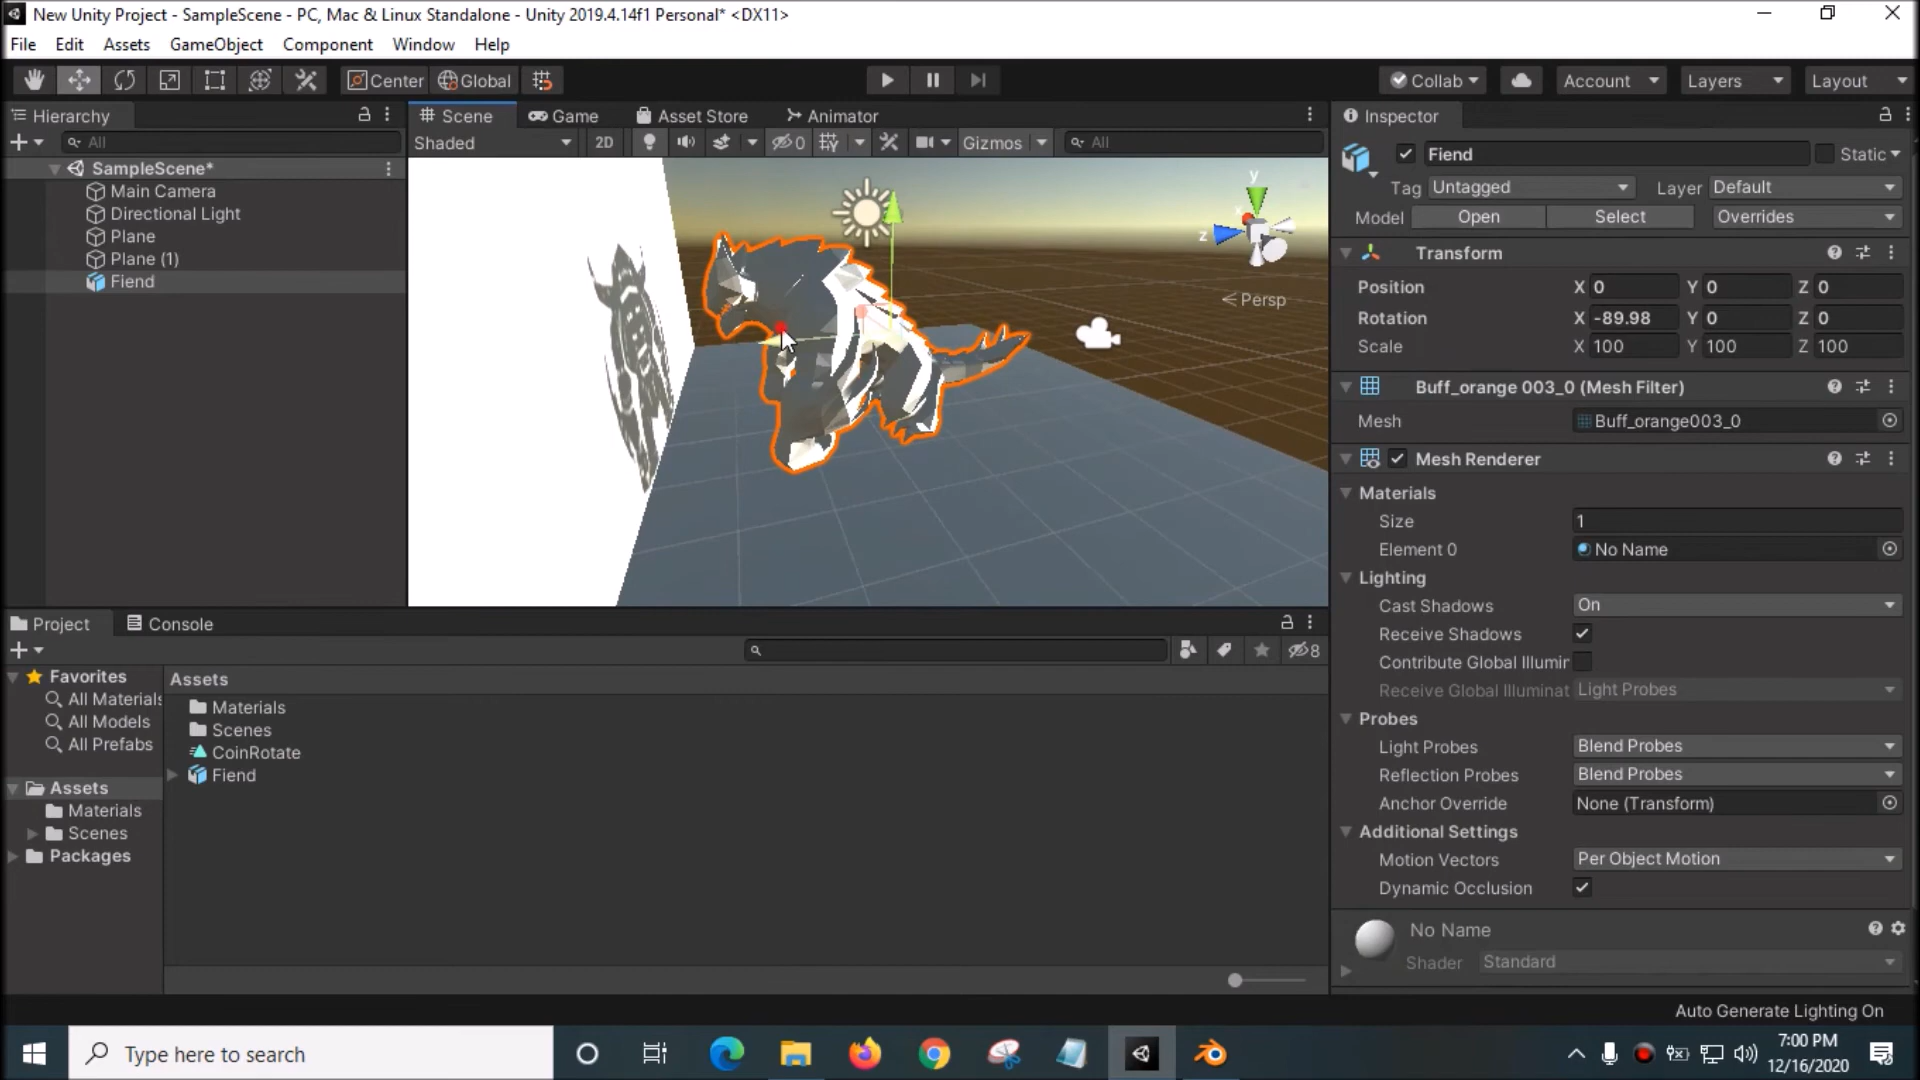 New Unity Project - SampleScene - PC, Mac & Linux Standalone - Unity 2019.4.14f1 Personal* <DX11>
File Edit Assets GameObject Component Window Help
Center Global Collab Account Layers Layout
Hierarchy
All
SampleScene*
Main Camera
Directional Light
Plane
Plane (1)
Fiend
Scene Game Asset Store Animator
Shaded 2D 0 Gizmos All
y
x
z
Persp
Inspector
Fiend Static
Tag Untagged Layer Default
Model Open Select Overrides
Transform
Position X 0 Y 0 Z 0
Rotation X -89.98 Y 0 Z 0
Scale X 100 Y 100 Z 100
Buff_orange 003_0 (Mesh Filter)
Mesh Buff_orange003_0
Mesh Renderer
Materials
Size 1
Element 0 No Name
Lighting
Cast Shadows On
Receive Shadows
Contribute Global Illumir
Receive Global Illuminat Light Probes
Probes
Light Probes Blend Probes
Reflection Probes Blend Probes
Anchor Override None (Transform)
Additional Settings
Motion Vectors Per Object Motion
Dynamic Occlusion
No Name
Shader Standard
Project Console
8
Favorites
All Materials
All Models
All Prefabs
Assets
Materials
Scenes
Packages
Assets
Materials
Scenes
CoinRotate
Fiend
Auto Generate Lighting On
Type here to search
7:00 PM
12/16/2020